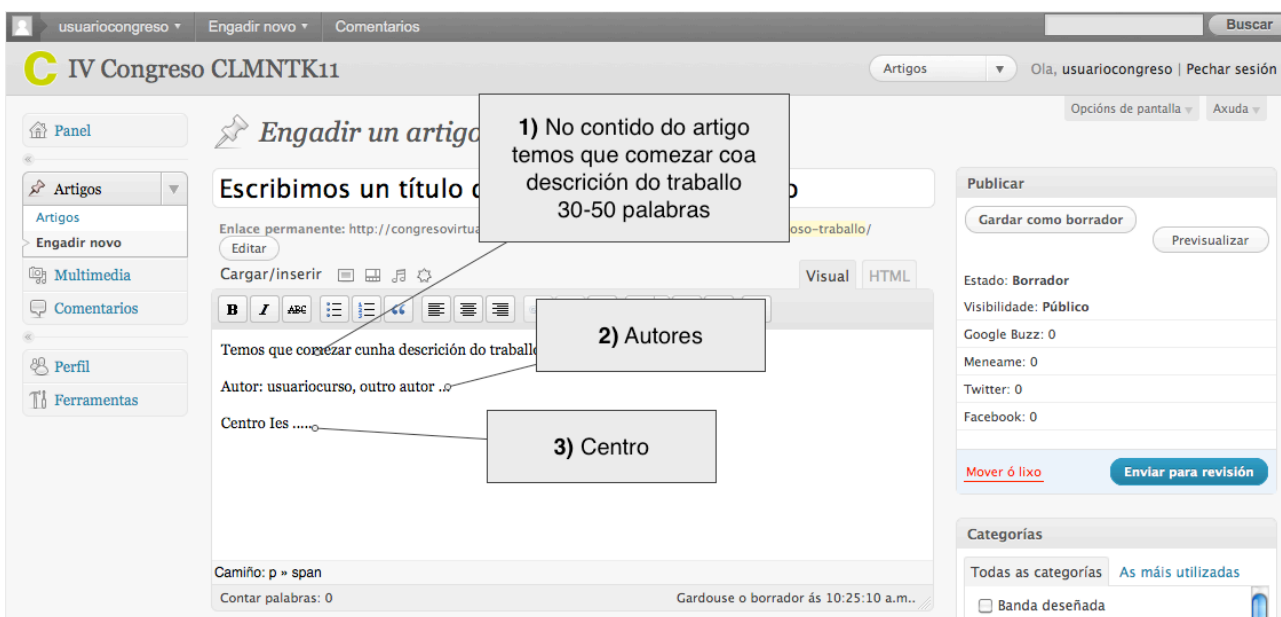 usuariocongreso Engadir novo Comentarios Buscar
C IV Congreso CLMNTK11 Artigos Ola, usuariocongreso | Pechar sesión
Opcións de pantalla Axuda
Panel
Artigos
Artigos
Engadir novo
Multimedia
Comentarios
Perfil
Ferramentas
Engadir un artigo
1) No contido do artigo
temos que comezar coa
descrición do traballo
30-50 palabras
Escribimos un título
Enlace permanente: http://congresovirtua oso-traballo/
Editar
Cargar/inserir Visual HTML
B I ABC
Temos que comezar cunha descrición do traballo
2) Autores
Autor: usuariocurso, outro autor ..
Centro Ies .....
3) Centro
Camiño: p » span
Contar palabras: 0 Gardouse o borrador ás 10:25:10 a.m..
Publicar
Gardar como borrador
Previsualizar
Estado: Borrador
Visibilidade: Público
Google Buzz: 0
Meneame: 0
Twitter: 0
Facebook: 0
Mover ó lixo Enviar para revisión
Categorías
Todas as categorías As máis utilizadas
Banda deseñada